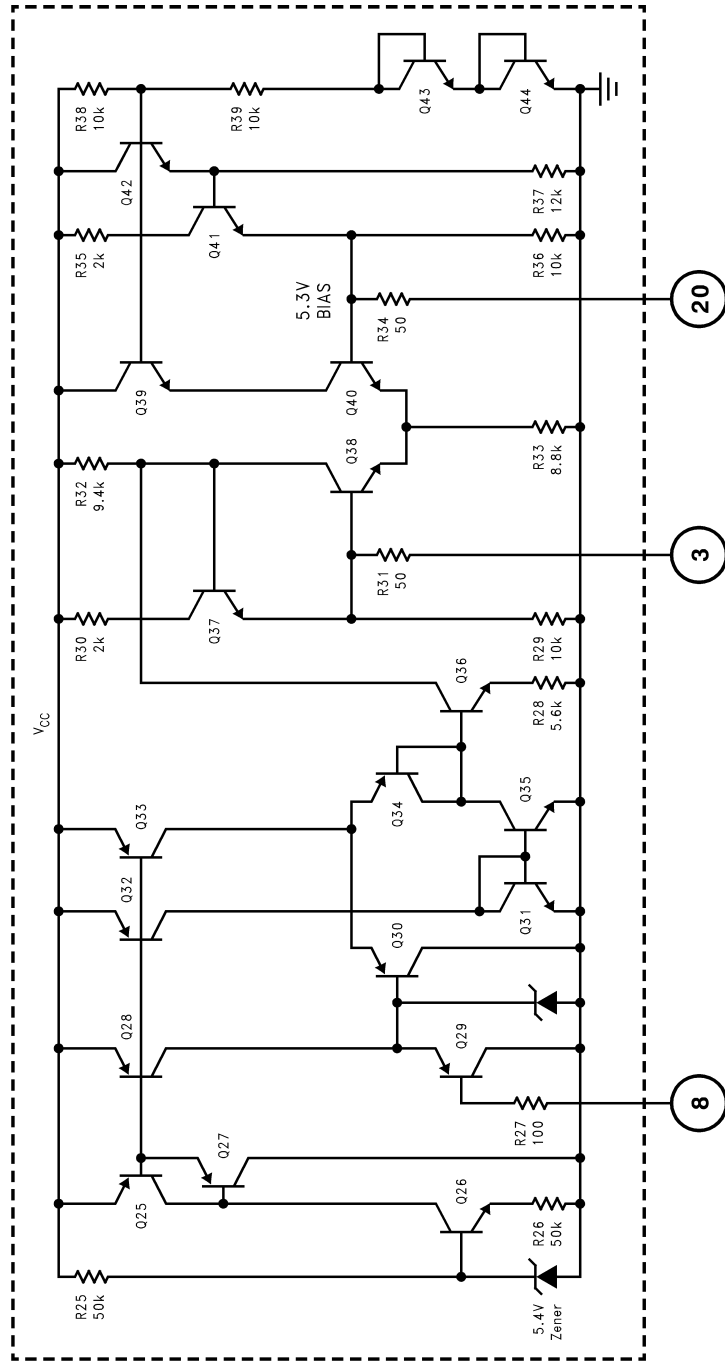 VCC
R25
50k
R30
2k
R32
9.4k
R35
2k
R38
10k
Q25
Q28
Q32
Q33
Q39
Q42
Q27
Q37
Q41
R39
10k
5.3V
BIAS
Q38
Q40
R31
50
R34
50
Q30
Q34
Q43
Q26
Q29
Q36
R27
100
Q31
Q35
Q44
5.4V
Zener
R26
50k
R28
5.6k
R29
10k
R33
8.8k
R36
10k
R37
12k
8
3
20